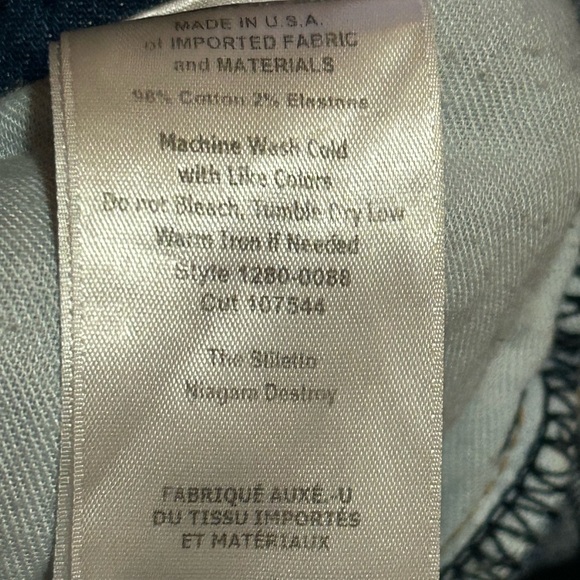 MADE IN U.S.A.
of IMPORTED FABRIC
and MATERIALS
98% Cotton 2% Elastane
Machine Wash Cold
with Like Colors
Do not Bleach, Tumble Dry Low
Warm Iron if Needed
Style 1280-0088
Cut 107544
The Stiletto
Niagara Destroy
FABRIQUÉ AUXÉ.-U
DU TISSU IMPORTÉS
ET MATÉRIAUX